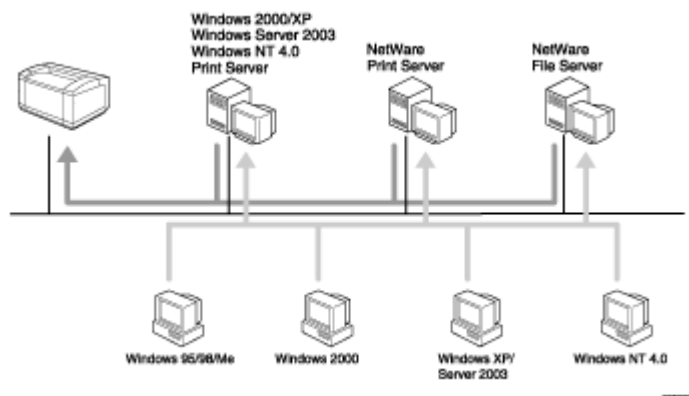 Windows 2000/XP
Windows Server 2003
Windows NT 4.0
Print Server
NetWare
Print Server
NetWare
File Server
Windows 95/98/Me
Windows 2000
Windows XP/
Server 2003
Windows NT 4.0